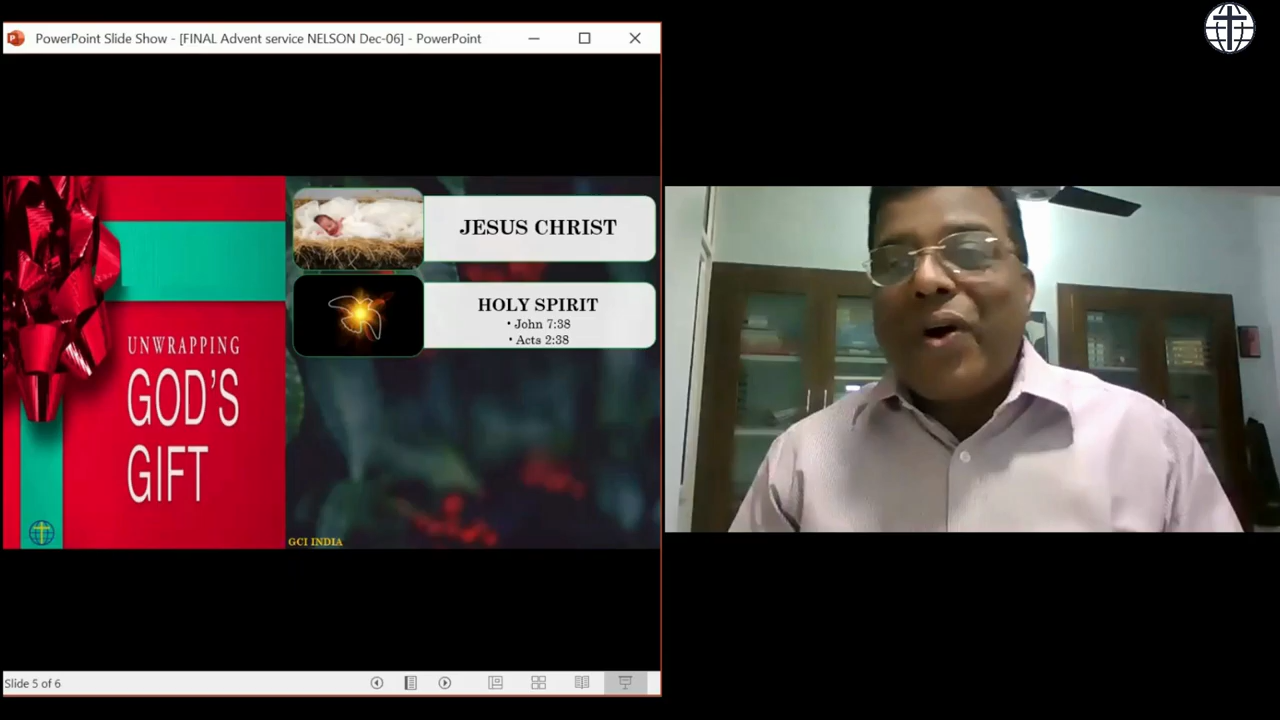 PowerPoint Slide Show - [FINAL Advent service NELSON Dec-06] - PowerPoint
UNWRAPPING
GOD'S
GIFT
JESUS CHRIST
HOLY SPIRIT
• John 7:38
• Acts 2:38
GCI INDIA
Slide 5 of 6